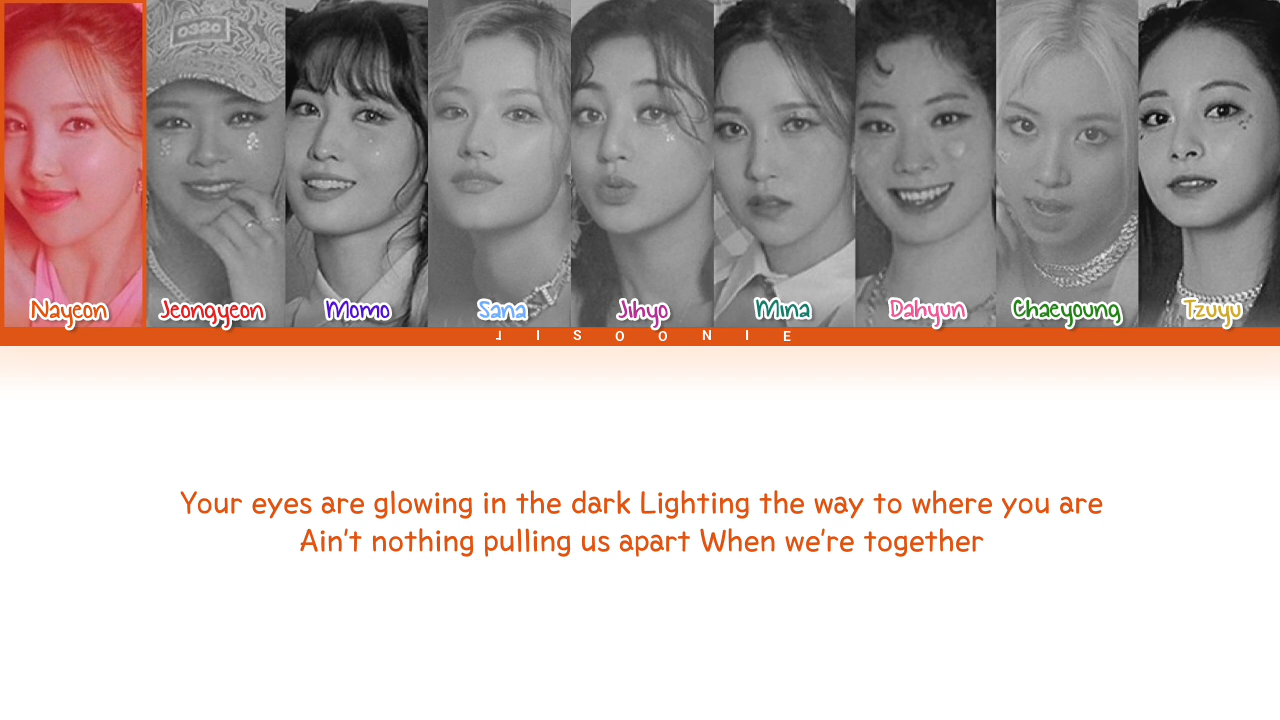 0320
Nayeon Jeongyeon Momo Sana Jihyo Mina Dahyun Chaeyoung Tzuyu
J I S O O N I E
Your eyes are glowing in the dark Lighting the way to where you are
Ain't nothing pulling us apart When we're together